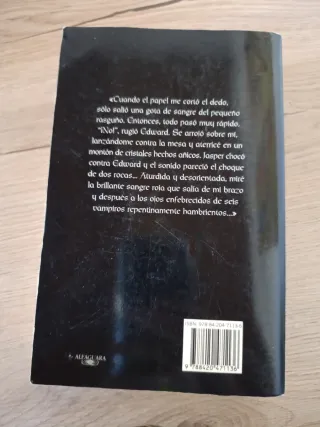 «Cuando el papel me cortó el dedo,
sólo salió una gota de sangre del pequeño
rasguño. Entonces, todo pasó muy rápido.
"¡No!", rugió Edward. Se arrojó sobre mí,
lanzándome contra la mesa y aterricé en un
montón de cristales hechos añicos. Jasper chocó
contra Edward y el sonido pareció el choque
de dos rocas... Aturdida y desorientada, miré
la brillante sangre roja que salía de mi brazo
y después a los ojos enfebrecidos de seis
vampiros repentinamente hambrientos...»
ALFAGUARA
9 788420 471136